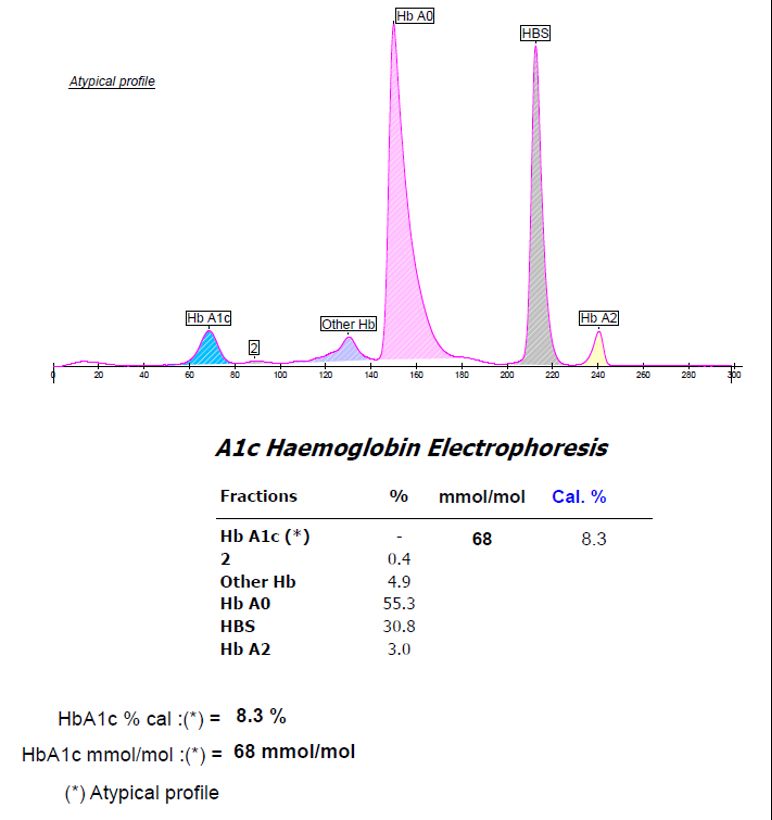 Hb A0
HBS
Atypical profile
Hb A1c
2
Other Hb
Hb A2
0 20 40 60 80 100 120 140 160 180 200 220 240 260 280 300
A1c Haemoglobin Electrophoresis
Fractions % mmol/mol Cal. %
Hb A1c (*) - 68 8.3
2 0.4
Other Hb 4.9
Hb A0 55.3
HBS 30.8
Hb A2 3.0
HbA1c % cal :(*) = 8.3 %
HbA1c mmol/mol :(*) = 68 mmol/mol
(*) Atypical profile